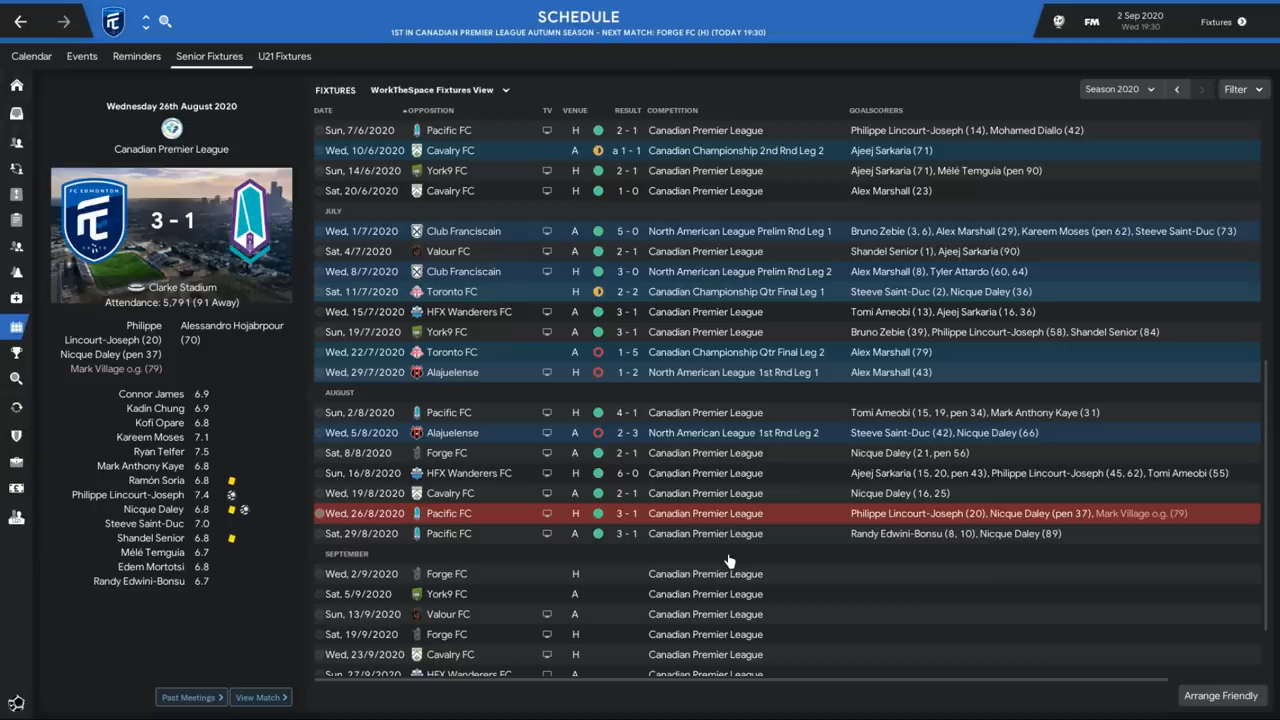 SCHEDULE
1ST IN CANADIAN PREMIER LEAGUE AUTUMN SEASON - NEXT MATCH: FORGE FC (H) (TODAY 19:30)
FM
2 Sep 2020
Wed 19:30
Fixtures
Calendar Events Reminders Senior Fixtures U21 Fixtures
Wednesday 26th August 2020
Canadian Premier League
FC EDMONTON
3 - 1
Clarke Stadium
Attendance: 5,791 (91 Away)
Philippe Lincourt-Joseph (20)
Nicque Daley (pen 37)
Mark Village o.g. (79)
Alessandro Hojabrpour (70)
Connor James 6.9
Kadin Chung 6.9
Kofi Opare 6.8
Kareem Moses 7.1
Ryan Telfer 7.5
Mark Anthony Kaye 6.8
Ramón Soria 6.8
Philippe Lincourt-Joseph 7.4
Nicque Daley 6.8
Steeve Saint-Duc 7.0
Shandel Senior 6.8
Mélé Temguia 6.7
Edem Mortotsi 6.8
Randy Edwini-Bonsu 6.7
Past Meetings View Match
FIXTURES WorkTheSpace Fixtures View Season 2020 Filter
DATE OPPOSITION TV VENUE RESULT COMPETITION GOALSCORERS
Sun, 7/6/2020 Pacific FC H 2 - 1 Canadian Premier League Philippe Lincourt-Joseph (14), Mohamed Diallo (42)
Wed, 10/6/2020 Cavalry FC A a 1 - 1 Canadian Championship 2nd Rnd Leg 2 Ajeej Sarkaria (71)
Sun, 14/6/2020 York9 FC H 2 - 1 Canadian Premier League Ajeej Sarkaria (71), Mélé Temguia (pen 90)
Sat, 20/6/2020 Cavalry FC H 1 - 0 Canadian Premier League Alex Marshall (23)
JULY
Wed, 1/7/2020 Club Franciscain A 5 - 0 North American League Prelim Rnd Leg 1 Bruno Zebie (3, 6), Alex Marshall (29), Kareem Moses (pen 62), Steeve Saint-Duc (73)
Sat, 4/7/2020 Valour FC A 2 - 1 Canadian Premier League Shandel Senior (1), Ajeej Sarkaria (90)
Wed, 8/7/2020 Club Franciscain H 3 - 0 North American League Prelim Rnd Leg 2 Alex Marshall (8), Tyler Attardo (60, 64)
Sat, 11/7/2020 Toronto FC H 2 - 2 Canadian Championship Qtr Final Leg 1 Steeve Saint-Duc (2), Nicque Daley (36)
Wed, 15/7/2020 HFX Wanderers FC A 3 - 1 Canadian Premier League Tomi Ameobi (13), Ajeej Sarkaria (16, 36)
Sun, 19/7/2020 York9 FC A 3 - 1 Canadian Premier League Bruno Zebie (39), Philippe Lincourt-Joseph (58), Shandel Senior (84)
Wed, 22/7/2020 Toronto FC A 1 - 5 Canadian Championship Qtr Final Leg 2 Alex Marshall (79)
Wed, 29/7/2020 Alajuelense H 1 - 2 North American League 1st Rnd Leg 1 Alex Marshall (43)
AUGUST
Sun, 2/8/2020 Pacific FC H 4 - 1 Canadian Premier League Tomi Ameobi (15, 19, pen 34), Mark Anthony Kaye (31)
Wed, 5/8/2020 Alajuelense A 2 - 3 North American League 1st Rnd Leg 2 Steeve Saint-Duc (42), Nicque Daley (66)
Sat, 8/8/2020 Forge FC A 2 - 1 Canadian Premier League Nicque Daley (21, pen 56)
Sun, 16/8/2020 HFX Wanderers FC H 6 - 0 Canadian Premier League Ajeej Sarkaria (15, 20, pen 43), Philippe Lincourt-Joseph (45, 62), Tomi Ameobi (55)
Wed, 19/8/2020 Cavalry FC A 2 - 1 Canadian Premier League Nicque Daley (16, 25)
Wed, 26/8/2020 Pacific FC H 3 - 1 Canadian Premier League Philippe Lincourt-Joseph (20), Nicque Daley (pen 37), Mark Village o.g. (79)
Sat, 29/8/2020 Pacific FC A 3 - 1 Canadian Premier League Randy Edwini-Bonsu (8, 10), Nicque Daley (89)
SEPTEMBER
Wed, 2/9/2020 Forge FC H Canadian Premier League
Sat, 5/9/2020 York9 FC A Canadian Premier League
Sun, 13/9/2020 Valour FC A Canadian Premier League
Sat, 19/9/2020 Forge FC H Canadian Premier League
Wed, 23/9/2020 Cavalry FC H Canadian Premier League
Sun, 27/9/2020 HFX Wanderers FC A Canadian Premier League
Arrange Friendly